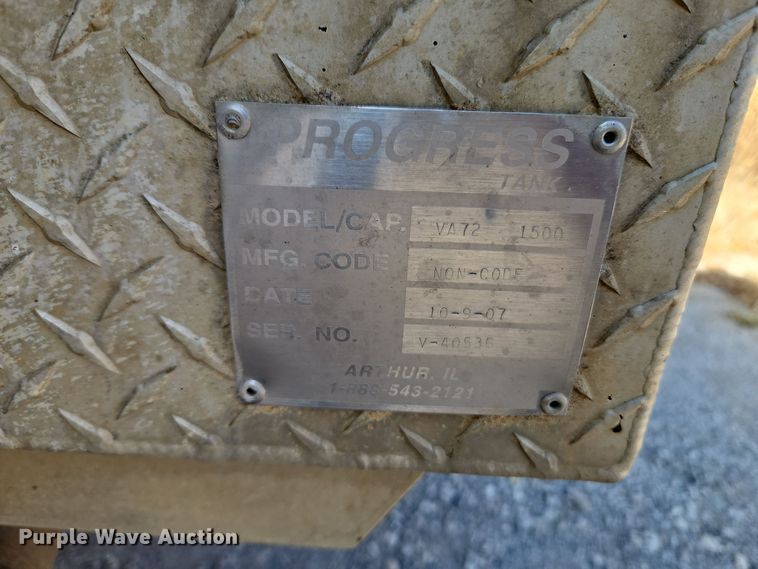 PROGRESS
TANK
MODEL/CAP. VA72 1500
MFG. CODE NON-CODE
DATE 10-9-07
SER. NO. V-40536
ARTHUR, IL
1-888-543-2121
Purple Wave Auction